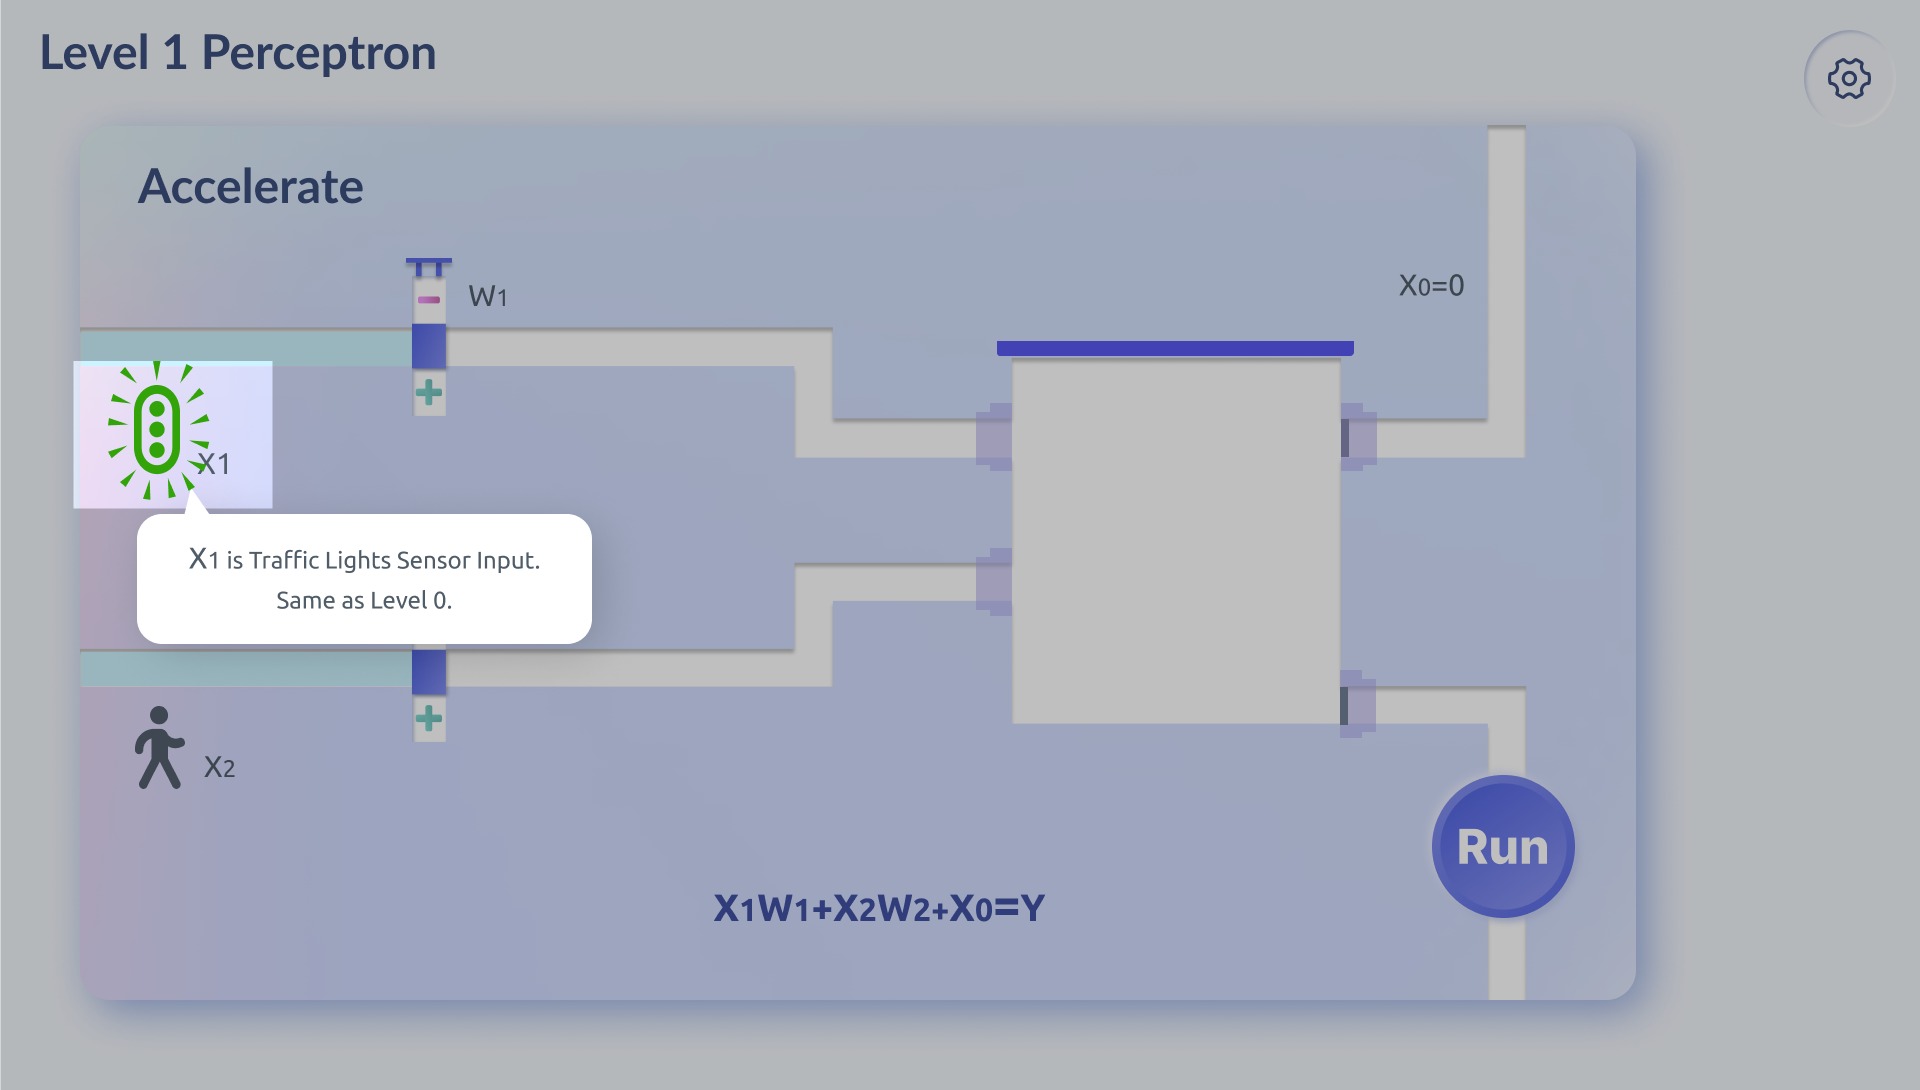 Level 1 Perceptron
Accelerate
W1
X0=0
X1
X1 is Traffic Lights Sensor Input.
Same as Level 0.
X2
Run
X1W1+X2W2+X0=Y